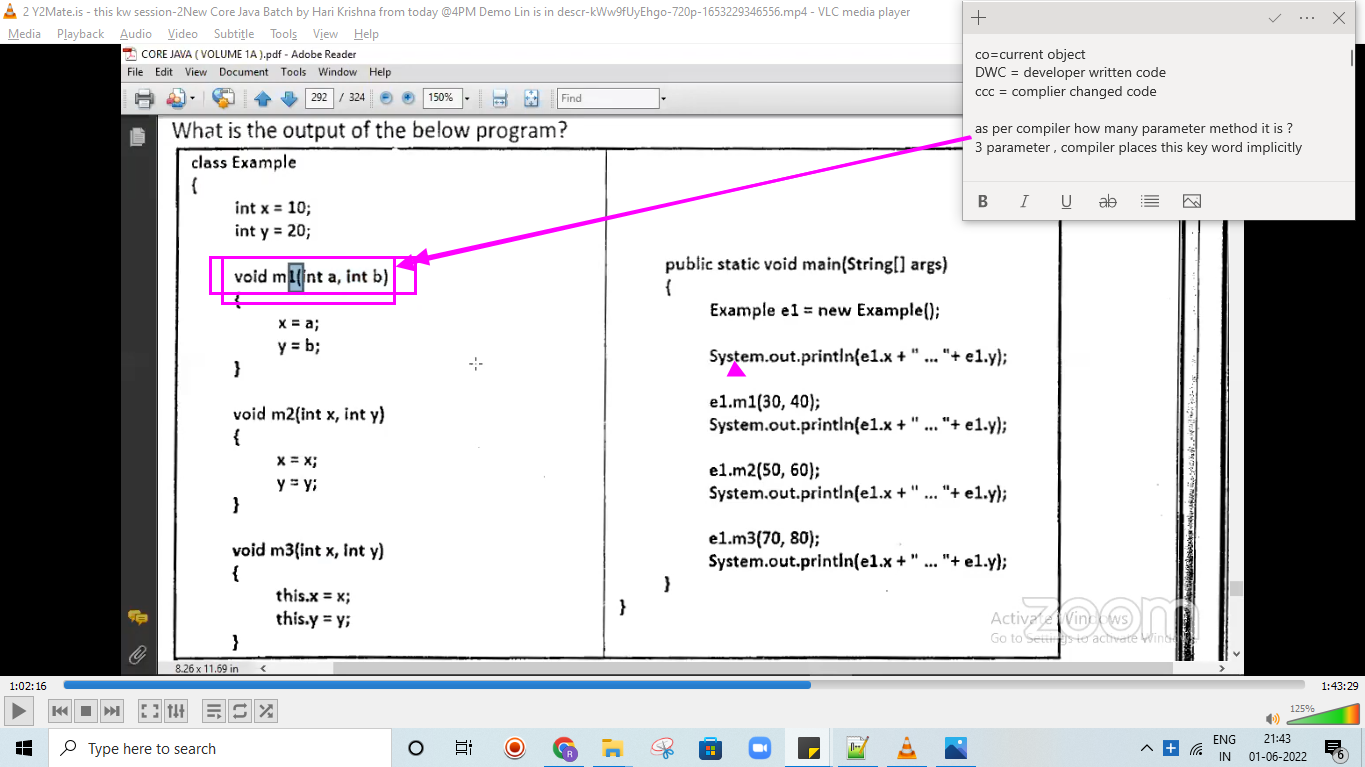 2 Y2Mate.is - this kw session-2New Core Java Batch by Hari Krishna from today @4PM Demo Lin is in descr-kWw9fUyEhgo-720p-1653229346556.mp4 - VLC media player
Media Playback Audio Video Subtitle Tools View Help
CORE JAVA ( VOLUME 1A ).pdf - Adobe Reader
File Edit View Document Tools Window Help
292 / 324 150% Find
co=current object
DWC = developer written code
ccc = complier changed code
as per compiler how many parameter method it is ?
3 parameter , compiler places this key word implicitly
B I U ab
What is the output of the below program?
class Example
{
int x = 10;
int y = 20;
void m1(int a, int b)
{
x = a;
y = b;
}
void m2(int x, int y)
{
x = x;
y = y;
}
void m3(int x, int y)
{
this.x = x;
this.y = y;
}
public static void main(String[] args)
{
Example e1 = new Example();
System.out.println(e1.x + " ... "+ e1.y);
e1.m1(30, 40);
System.out.println(e1.x + " ... "+ e1.y);
e1.m2(50, 60);
System.out.println(e1.x + " ... "+ e1.y);
e1.m3(70, 80);
System.out.println(e1.x + " ... "+ e1.y);
}
}
zoom
Activate Windows
Go to Settings to activate Windows.
8.26 x 11.69 in
1:02:16
1:43:29
125%
Type here to search
ENG
IN
21:43
01-06-2022
6